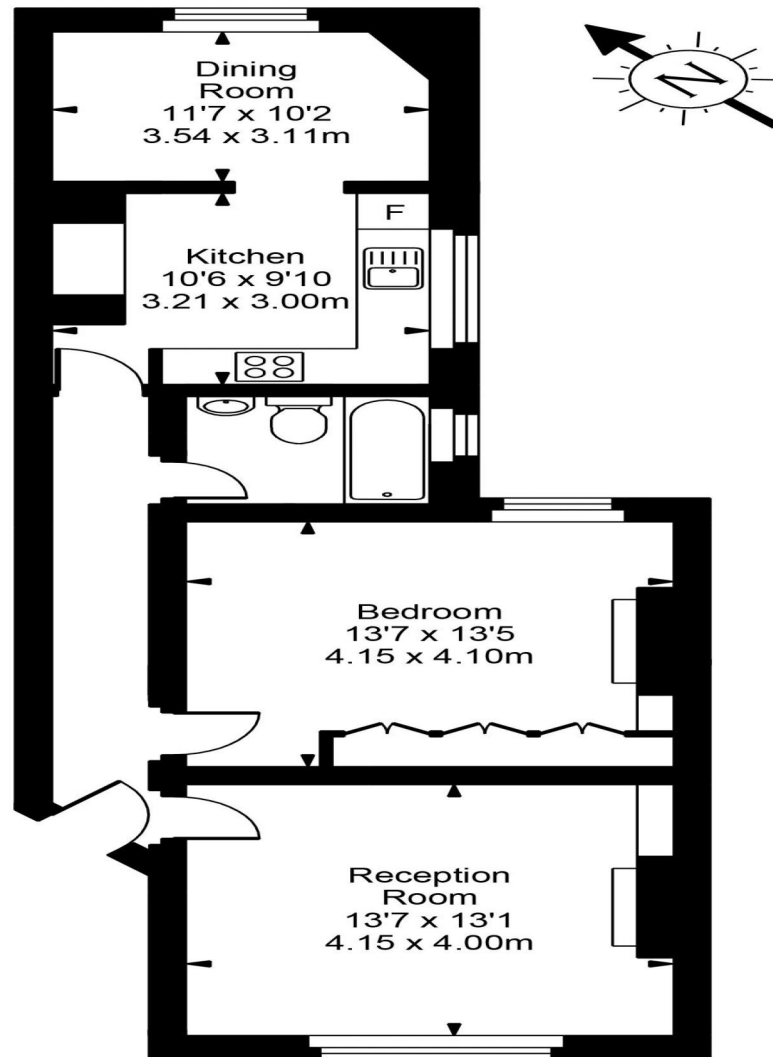 Dining
Room
11'7 x 10'2
3.54 x 3.11m
N
F
Kitchen
10'6 x 9'10
3.21 x 3.00m
Bedroom
13'7 x 13'5
4.15 x 4.10m
Reception
Room
13'7 x 13'1
4.15 x 4.00m